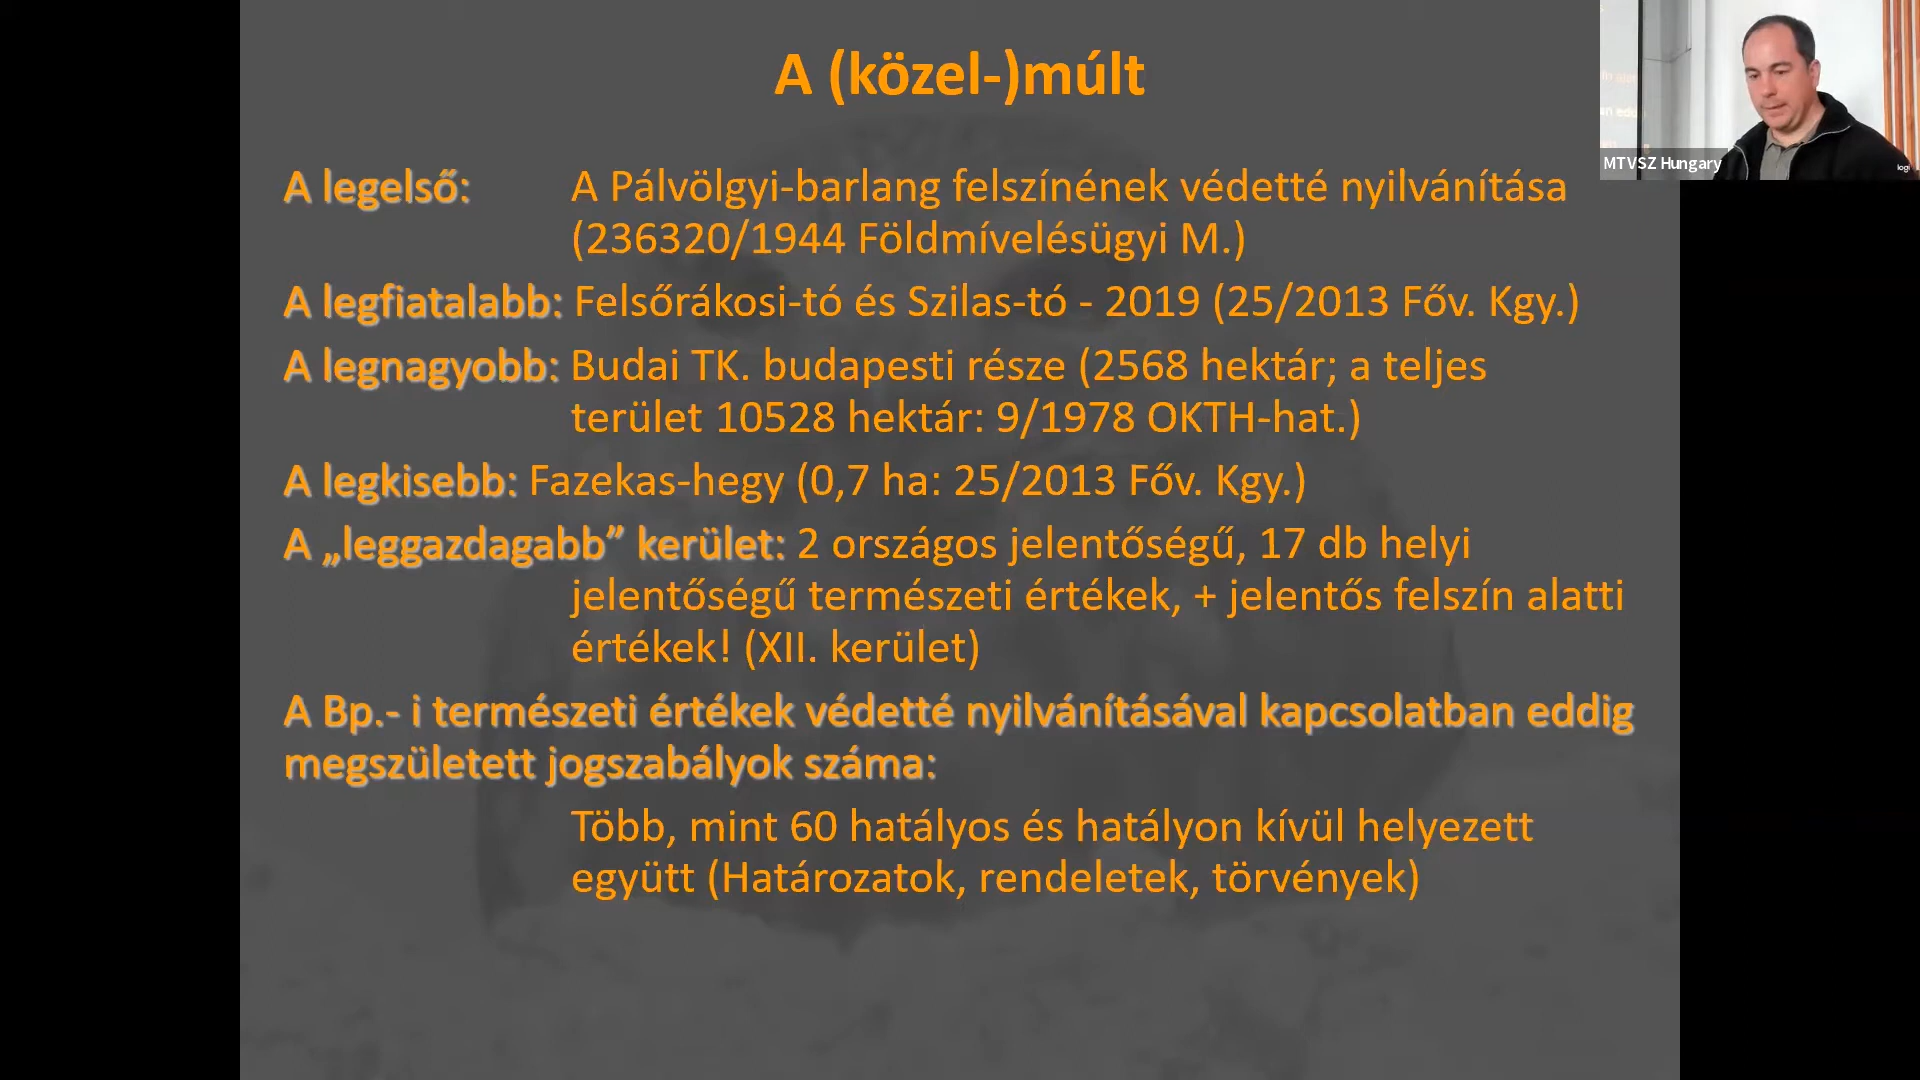 A (közel-)múlt
MTVSZ Hungary
logi
A legelső: A Pálvölgyi-barlang felszínének védetté nyilvánítása
(236320/1944 Földmívelésügyi M.)
A legfiatalabb: Felsőrákosi-tó és Szilas-tó - 2019 (25/2013 Főv. Kgy.)
A legnagyobb: Budai TK. budapesti része (2568 hektár; a teljes
terület 10528 hektár: 9/1978 OKTH-hat.)
A legkisebb: Fazekas-hegy (0,7 ha: 25/2013 Főv. Kgy.)
A „leggazdagabb” kerület: 2 országos jelentőségű, 17 db helyi
jelentőségű természeti értékek, + jelentős felszín alatti
értékek! (XII. kerület)
A Bp.- i természeti értékek védetté nyilvánításával kapcsolatban eddig
megszületett jogszabályok száma:
Több, mint 60 hatályos és hatályon kívül helyezett
együtt (Határozatok, rendeletek, törvények)